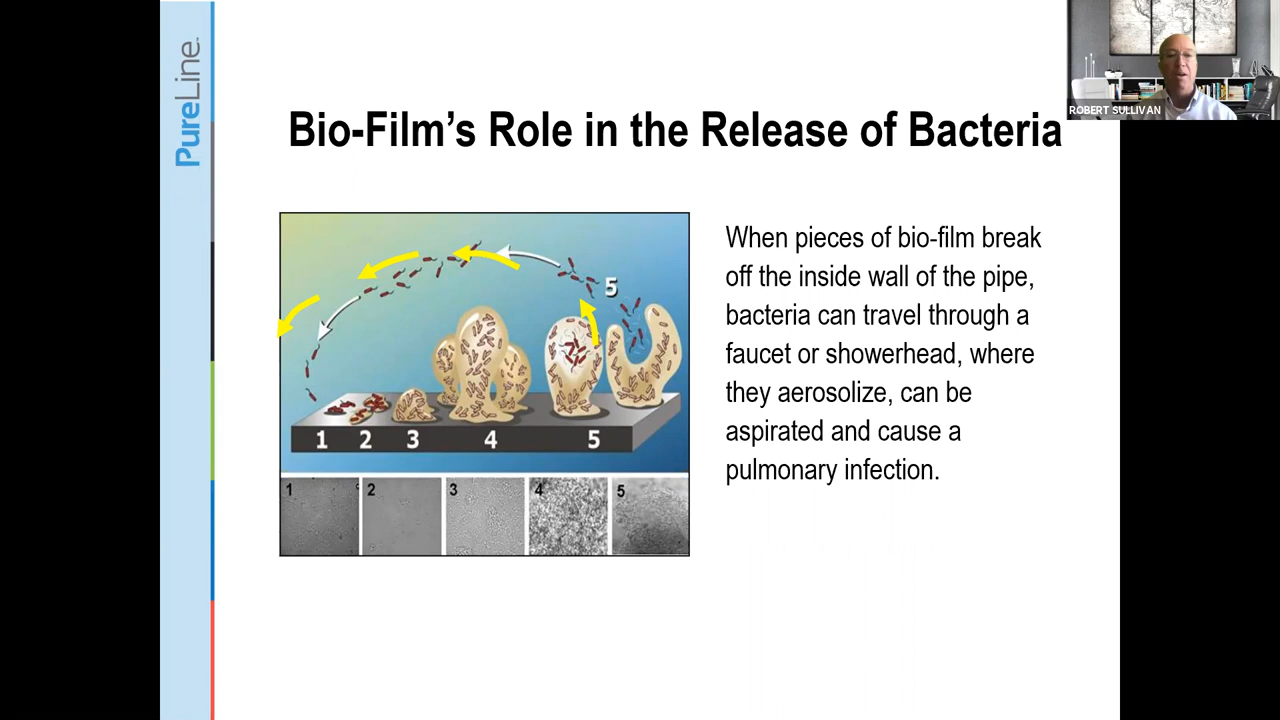 PureLine
ROBERT SULLIVAN
Bio-Film's Role in the Release of Bacteria
5
1 2 3 4 5
1 2 3 4 5
When pieces of bio-film break
off the inside wall of the pipe,
bacteria can travel through a
faucet or showerhead, where
they aerosolize, can be
aspirated and cause a
pulmonary infection.